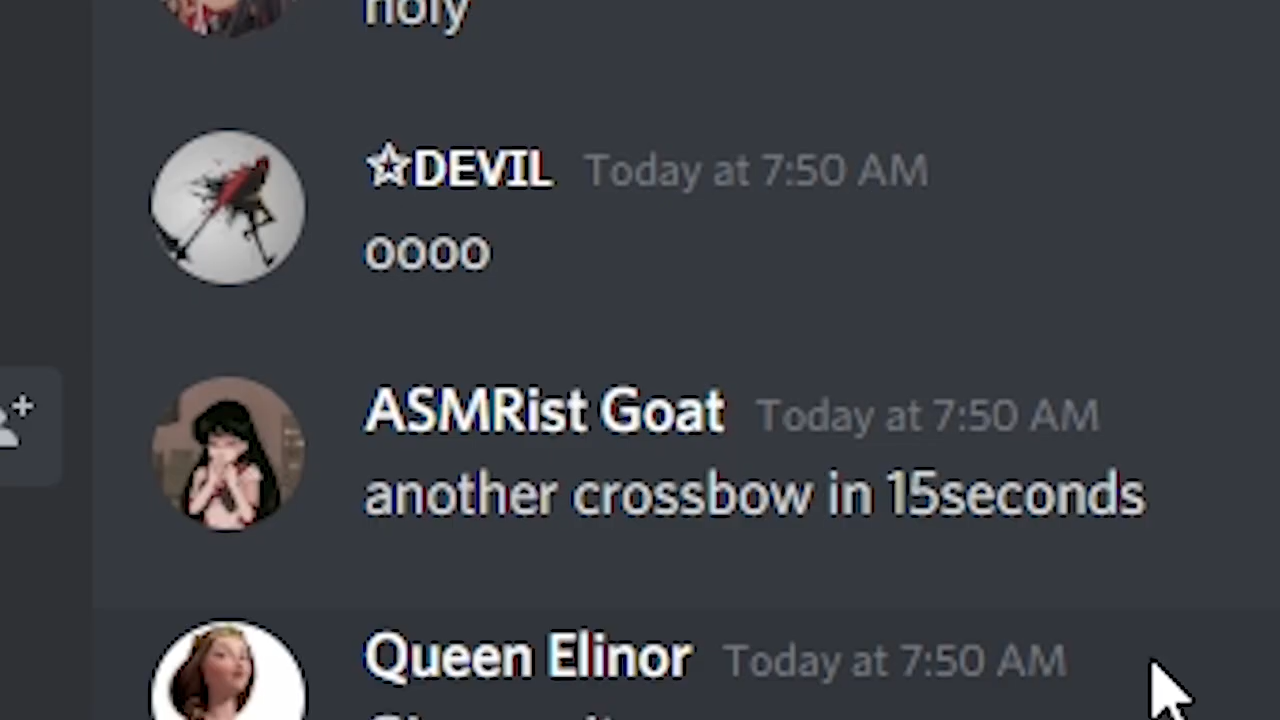 holy
☆DEVIL Today at 7:50 AM
oooo
ASMRist Goat Today at 7:50 AM
another crossbow in 15seconds
Queen Elinor Today at 7:50 AM